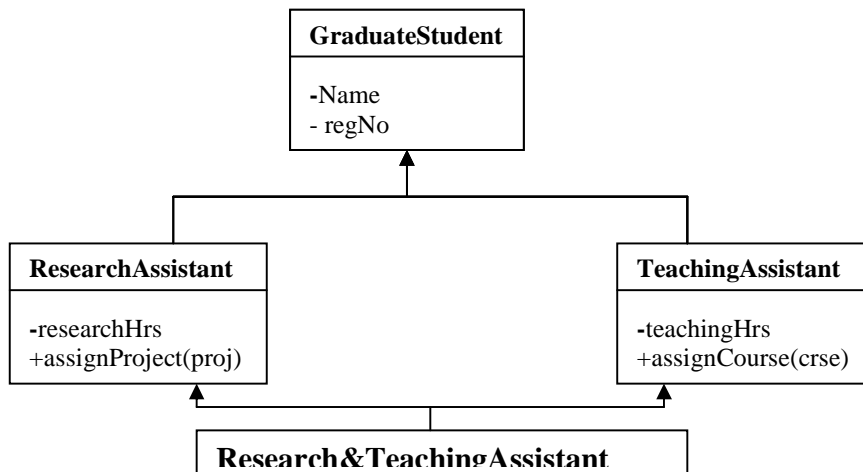 GraduateStudent
-Name
- regNo
ResearchAssistant
-researchHrs
+assignProject(proj)
TeachingAssistant
-teachingHrs
+assignCourse(crse)
Research&TeachingAssistant